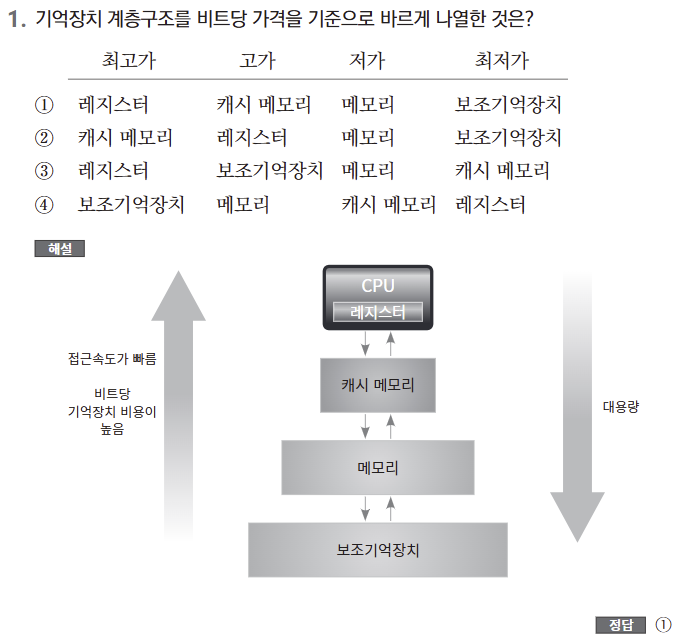 1. 기억장치 계층구조를 비트당 가격을 기준으로 바르게 나열한 것은?
최고가 고가 저가 최저가
① 레지스터 캐시 메모리 메모리 보조기억장치
② 캐시 메모리 레지스터 메모리 보조기억장치
③ 레지스터 보조기억장치 메모리 캐시 메모리
④ 보조기억장치 메모리 캐시 메모리 레지스터
해설
CPU
레지스터
접근속도가 빠름
비트당
기억장치 비용이
높음
캐시 메모리
대용량
메모리
보조기억장치
정답 ①